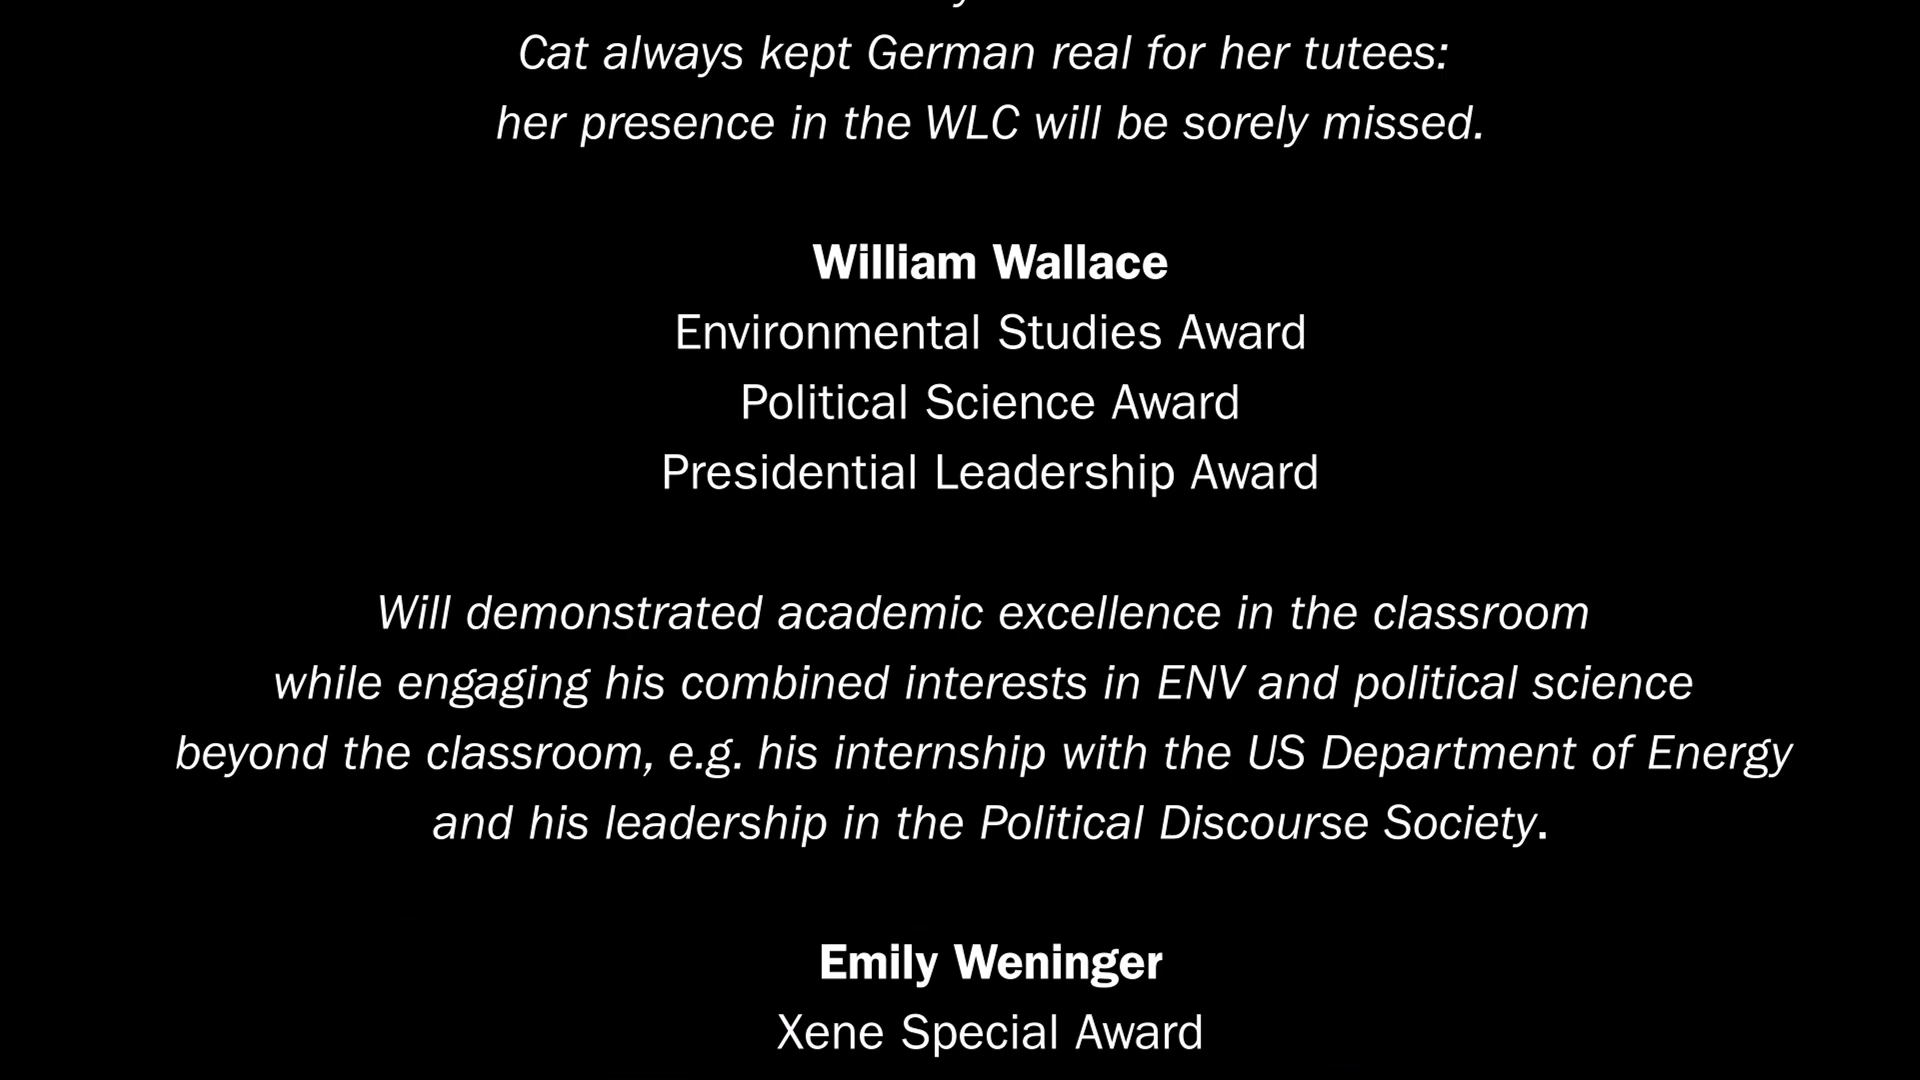 Cat always kept German real for her tutees:
her presence in the WLC will be sorely missed.
William Wallace
Environmental Studies Award
Political Science Award
Presidential Leadership Award
Will demonstrated academic excellence in the classroom
while engaging his combined interests in ENV and political science
beyond the classroom, e.g. his internship with the US Department of Energy
and his leadership in the Political Discourse Society.
Emily Weninger
Xene Special Award